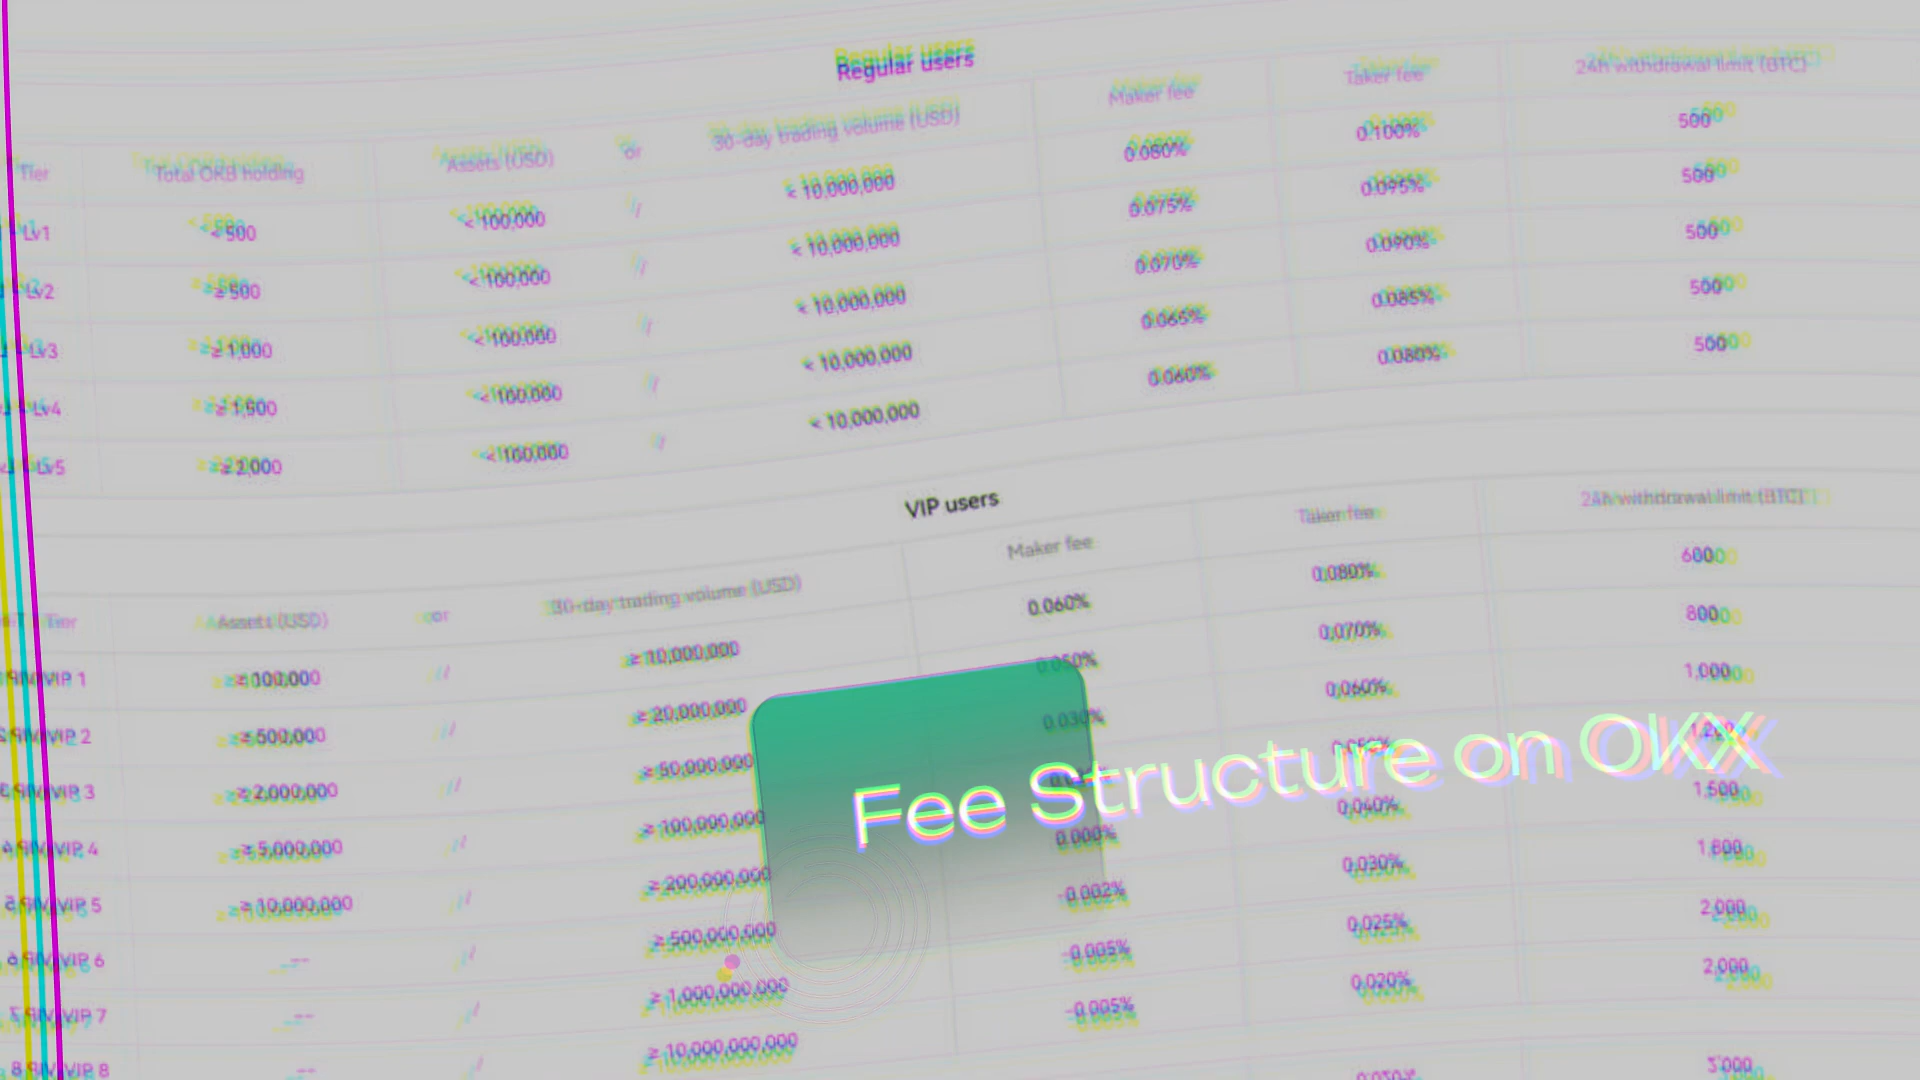 Regular users
Tier Total OKB holding Assets (USD) or 30-day trading volume (USD) Maker fee Taker fee 24h withdrawal limit (BTC)
Lv1 < 500 < 100,000 / < 10,000,000 0.080% 0.100% 500
Lv2 ≥ 500 < 100,000 / < 10,000,000 0.075% 0.095% 500
Lv3 ≥ 1,000 < 100,000 / < 10,000,000 0.070% 0.090% 500
Lv4 ≥ 1,500 < 100,000 / < 10,000,000 0.065% 0.085% 500
Lv5 ≥ 2,000 < 100,000 / < 10,000,000 0.060% 0.080% 500
VIP users
Tier Assets (USD) or 30-day trading volume (USD) Maker fee Taker fee 24h withdrawal limit (BTC)
VIP 1 ≥ 100,000 / ≥ 10,000,000 0.060% 0.080% 600
VIP 2 ≥ 500,000 / ≥ 20,000,000 0.050% 0.070% 800
VIP 3 ≥ 2,000,000 / ≥ 50,000,000 0.030% 0.060% 1,000
VIP 4 ≥ 5,000,000 / ≥ 100,000,000 0.050% 1,200
VIP 5 ≥ 10,000,000 / ≥ 200,000,000 0.000% 0.040% 1,500
VIP 6 -- / ≥ 500,000,000 -0.002% 0.030% 1,800
VIP 7 -- / ≥ 1,000,000,000 -0.005% 0.025% 2,000
VIP 8 -- / ≥ 10,000,000,000 -0.005% 0.020% 2,000
Fee Structure on OKX